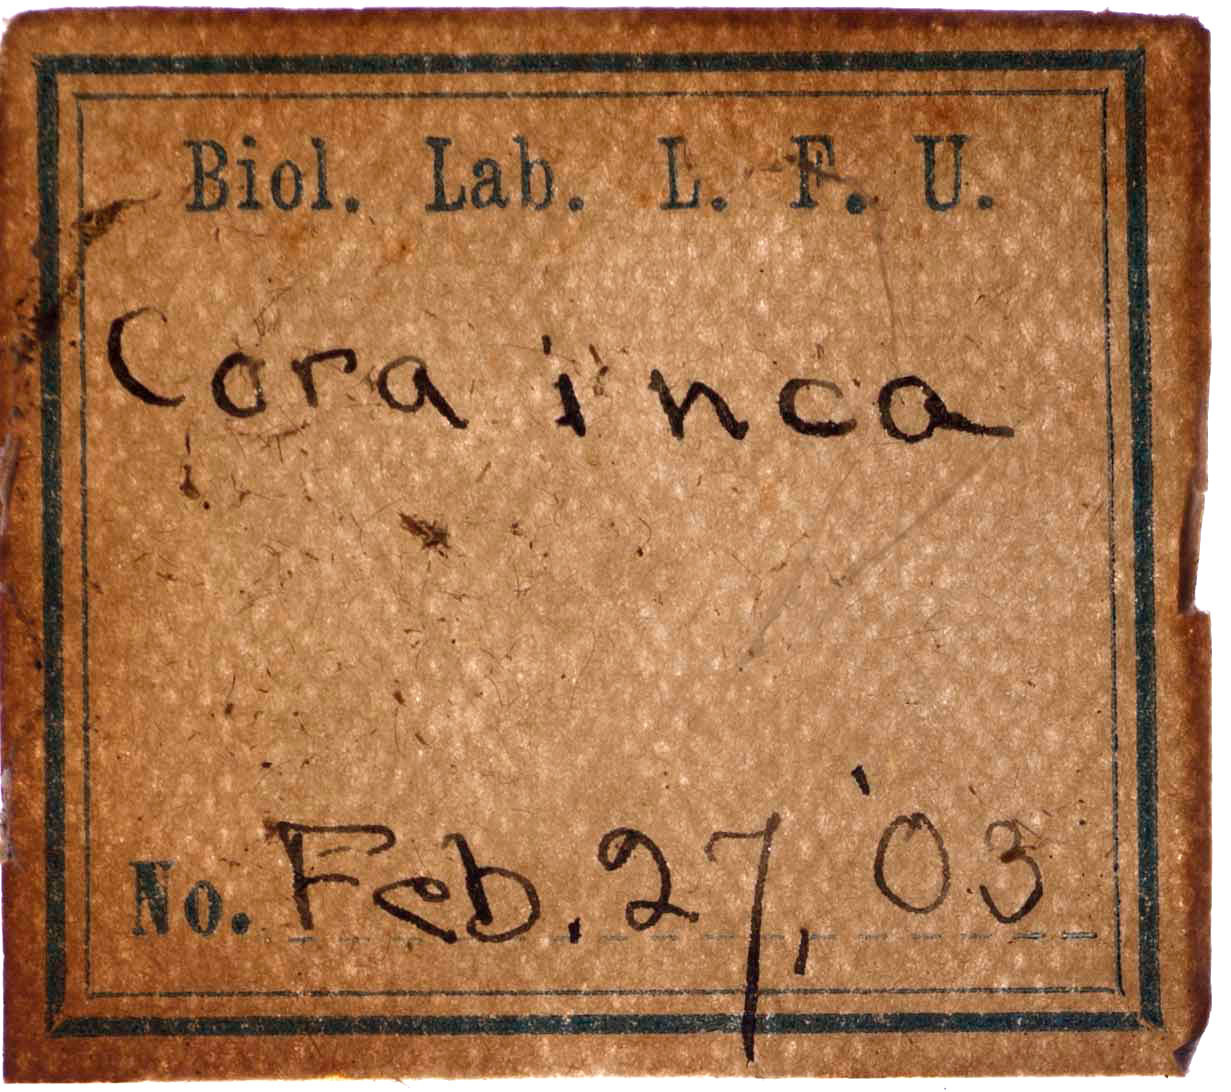 Biol. Lab. L. F. U.
Cora inca
No. Feb. 27, '03